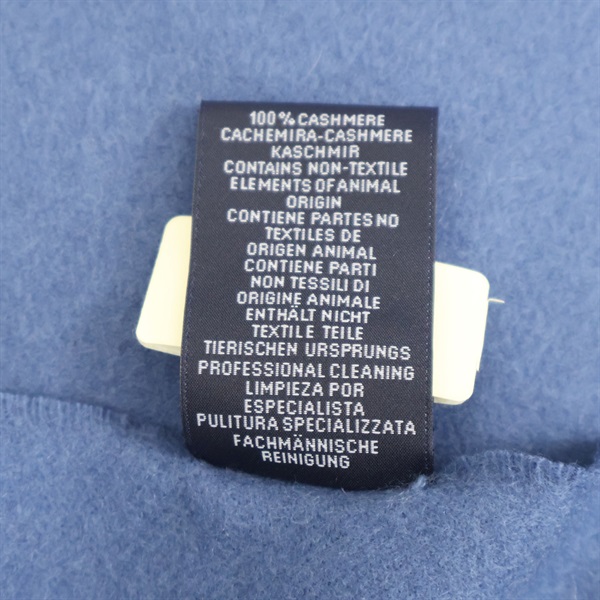 100% CASHMERE
CACHEMIRA-CASHMERE
KASCHMIR
CONTAINS NON-TEXTILE
ELEMENTS OF ANIMAL
ORIGIN
CONTIENE PARTES NO
TEXTILES DE
ORIGEN ANIMAL
CONTIENE PARTI
NON TESSILI DI
ORIGINE ANIMALE
ENTHÄLT NICHT
TEXTILE TEILE
TIERISCHEN URSPRUNGS
PROFESSIONAL CLEANING
LIMPIEZA POR
ESPECIALISTA
PULITURA SPECIALIZZATA
FACHMÄNNISCHE
REINIGUNG